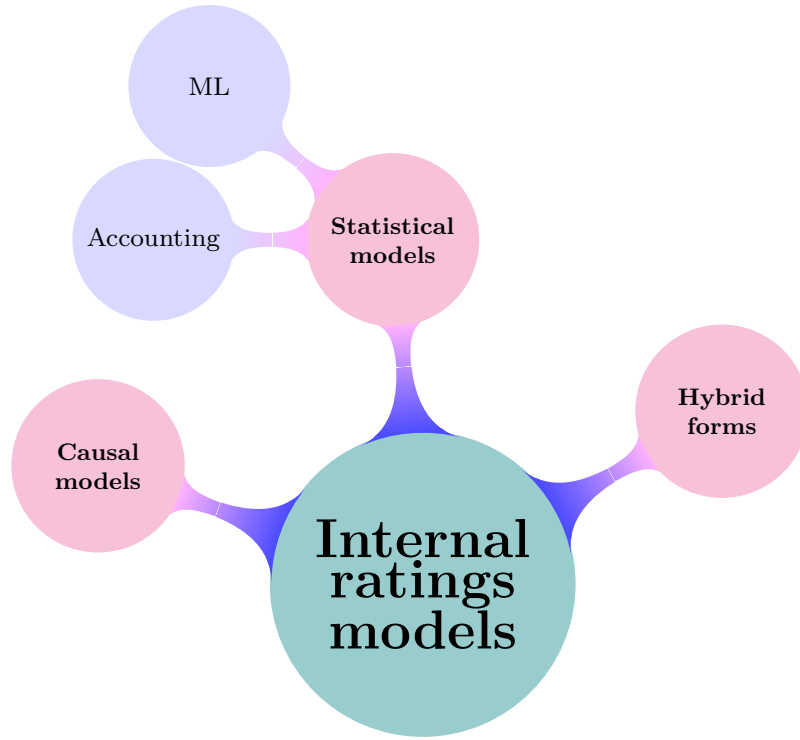 ML
Accounting
Statistical
models
Hybrid
forms
Causal
models
Internal
ratings
models